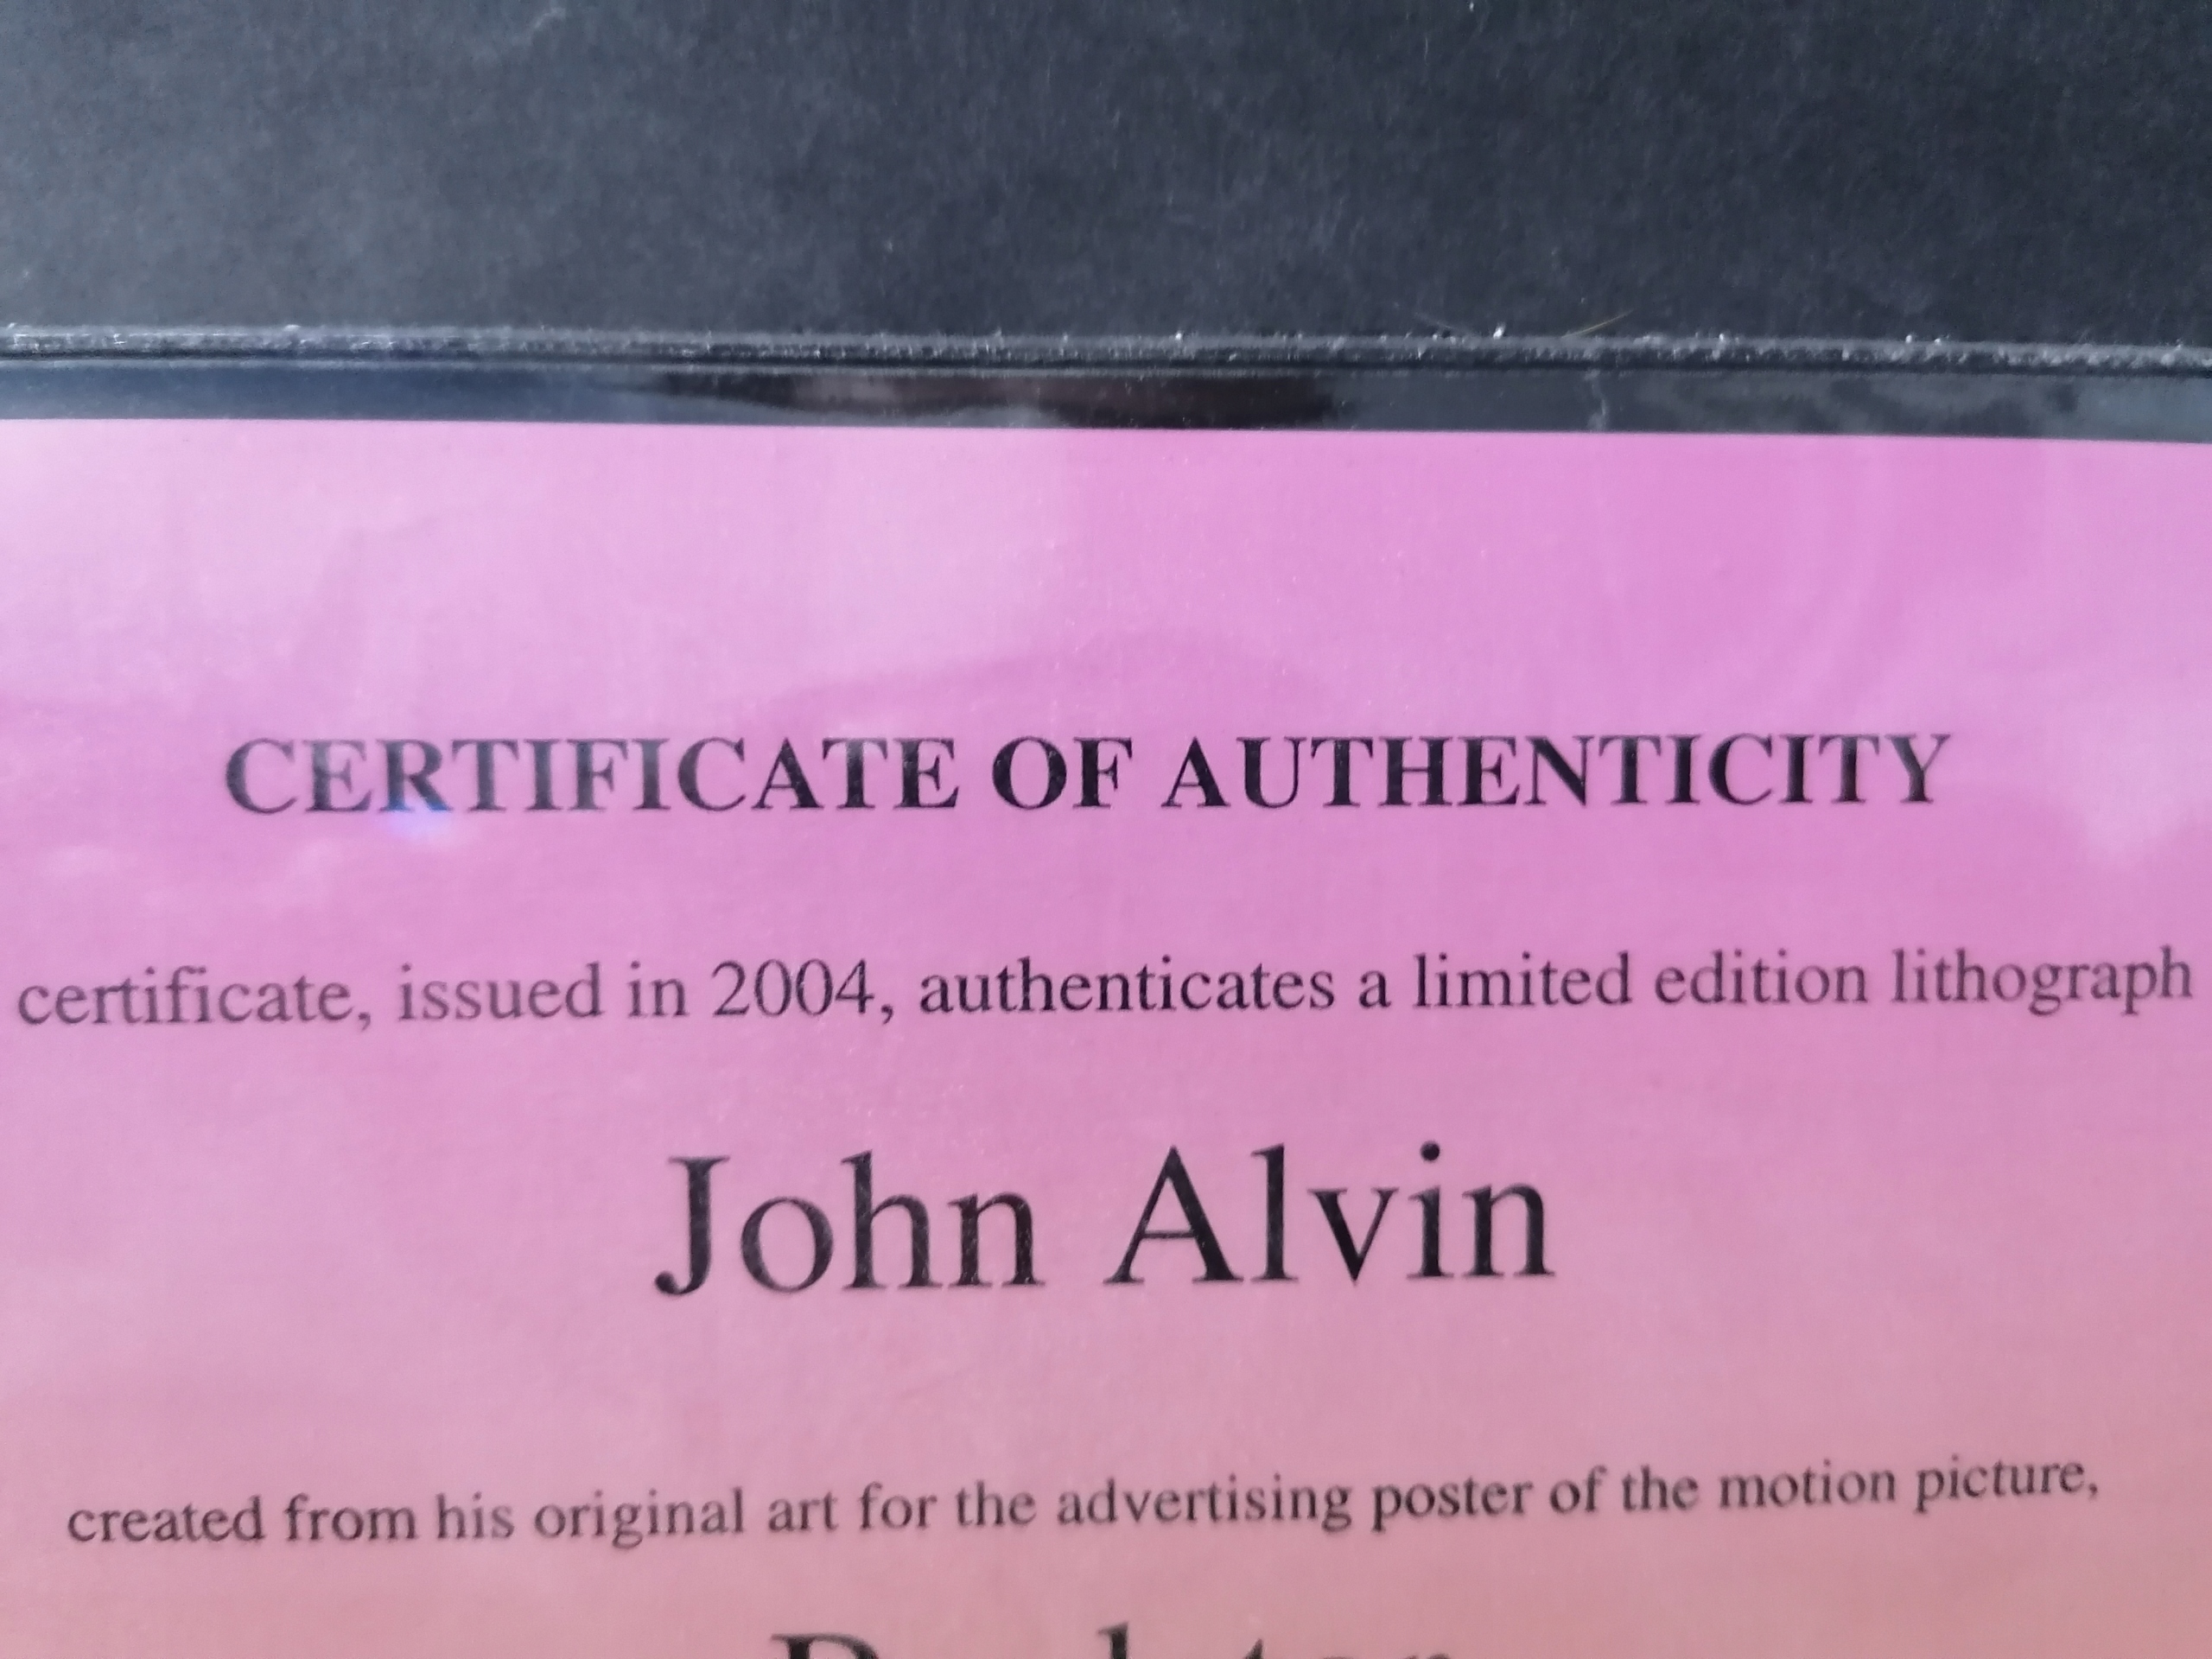 CERTIFICATE OF AUTHENTICITY
certificate, issued in 2004, authenticates a limited edition lithograph
John Alvin
created from his original art for the advertising poster of the motion picture,